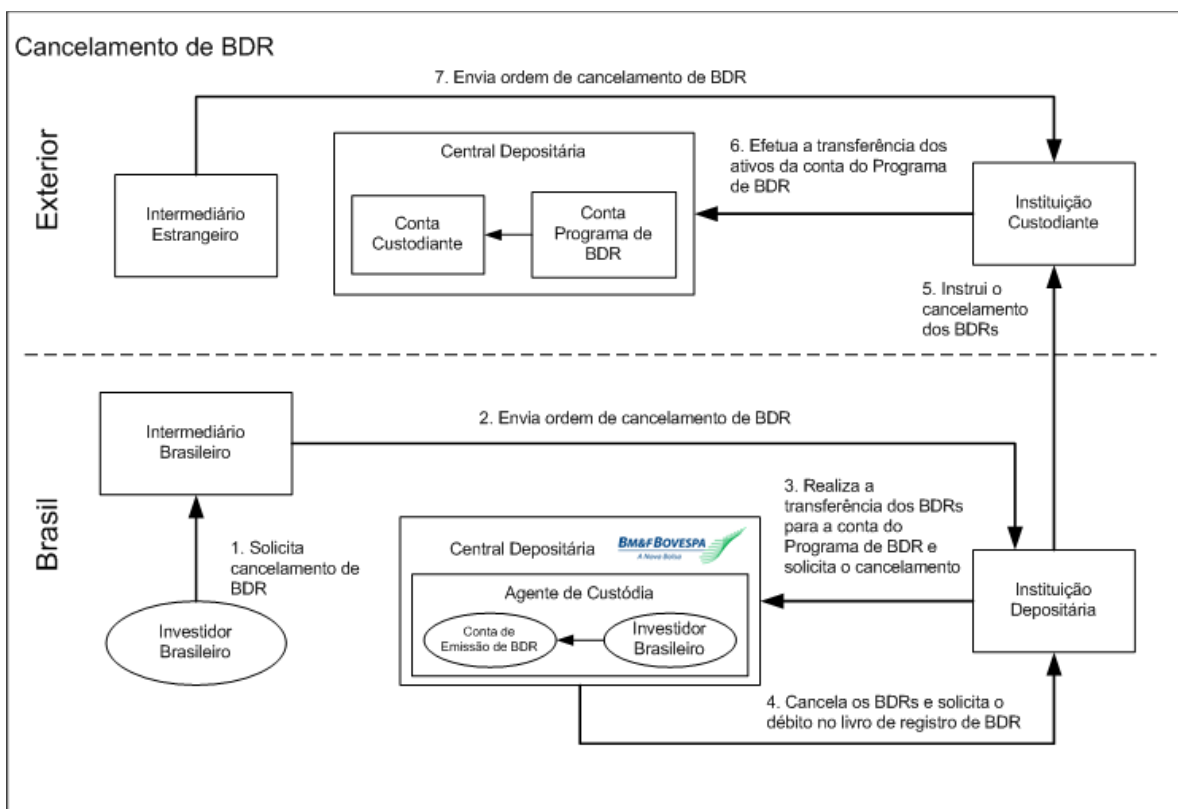 Cancelamento de BDR
7. Envia ordem de cancelamento de BDR
Exterior
Intermediário
Estrangeiro
Central Depositária
Conta
Custodiante
Conta
Programa de
BDR
6. Efetua a transferência dos
ativos da conta do Programa
de BDR
Instituição
Custodiante
5. Instrui o
cancelamento
dos BDRs
Brasil
Intermediário
Brasileiro
2. Envia ordem de cancelamento de BDR
1. Solicita
cancelamento de
BDR
Investidor
Brasileiro
3. Realiza a
transferência dos BDRs
para a conta do
Programa de BDR e
solicita o cancelamento
Central Depositária
BM&FBOVESPA
A Nova Bolsa
Agente de Custódia
Conta de
Emissão de BDR
Investidor
Brasileiro
Instituição
Depositária
4. Cancela os BDRs e solicita o
débito no livro de registro de BDR